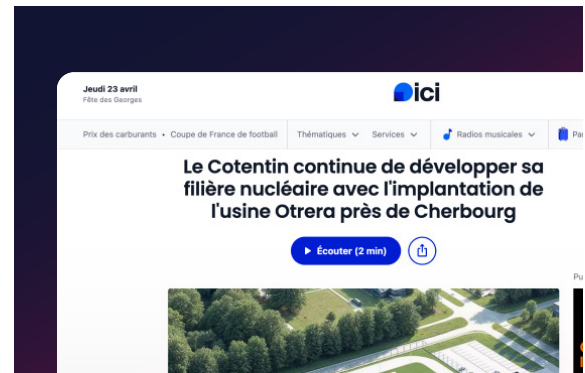 Jeudi 23 avril
Fête des Georges
ici
Prix des carburants • Coupe de France de football Thématiques Services Radios musicales
Le Cotentin continue de développer sa
filière nucléaire avec l'implantation de
l'usine Otrera près de Cherbourg
Écouter (2 min)